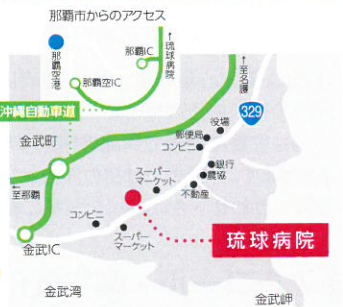 那覇市からのアクセス
那覇空港
那覇IC
那覇空IC
↑琉球病院
沖縄自動車道
↑至名護
329
金武町
役場
郵便局
コンビニ
銀行
農協
不動産
スーパー
マーケット
←至那覇
コンビニ
スーパー
マーケット
琉球病院
金武IC
金武湾
金武岬